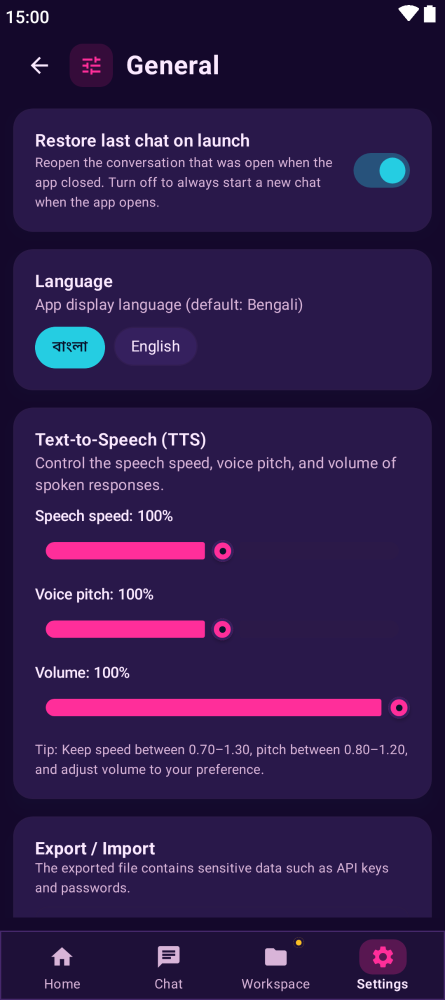 15:00
General
Restore last chat on launch
Reopen the conversation that was open when the
app closed. Turn off to always start a new chat
when the app opens.
Language
App display language (default: Bengali)
বাংলা English
Text-to-Speech (TTS)
Control the speech speed, voice pitch, and volume of
spoken responses.
Speech speed: 100%
Voice pitch: 100%
Volume: 100%
Tip: Keep speed between 0.70–1.30, pitch between 0.80–1.20,
and adjust volume to your preference.
Export / Import
The exported file contains sensitive data such as API keys
and passwords.
Home Chat Workspace Settings